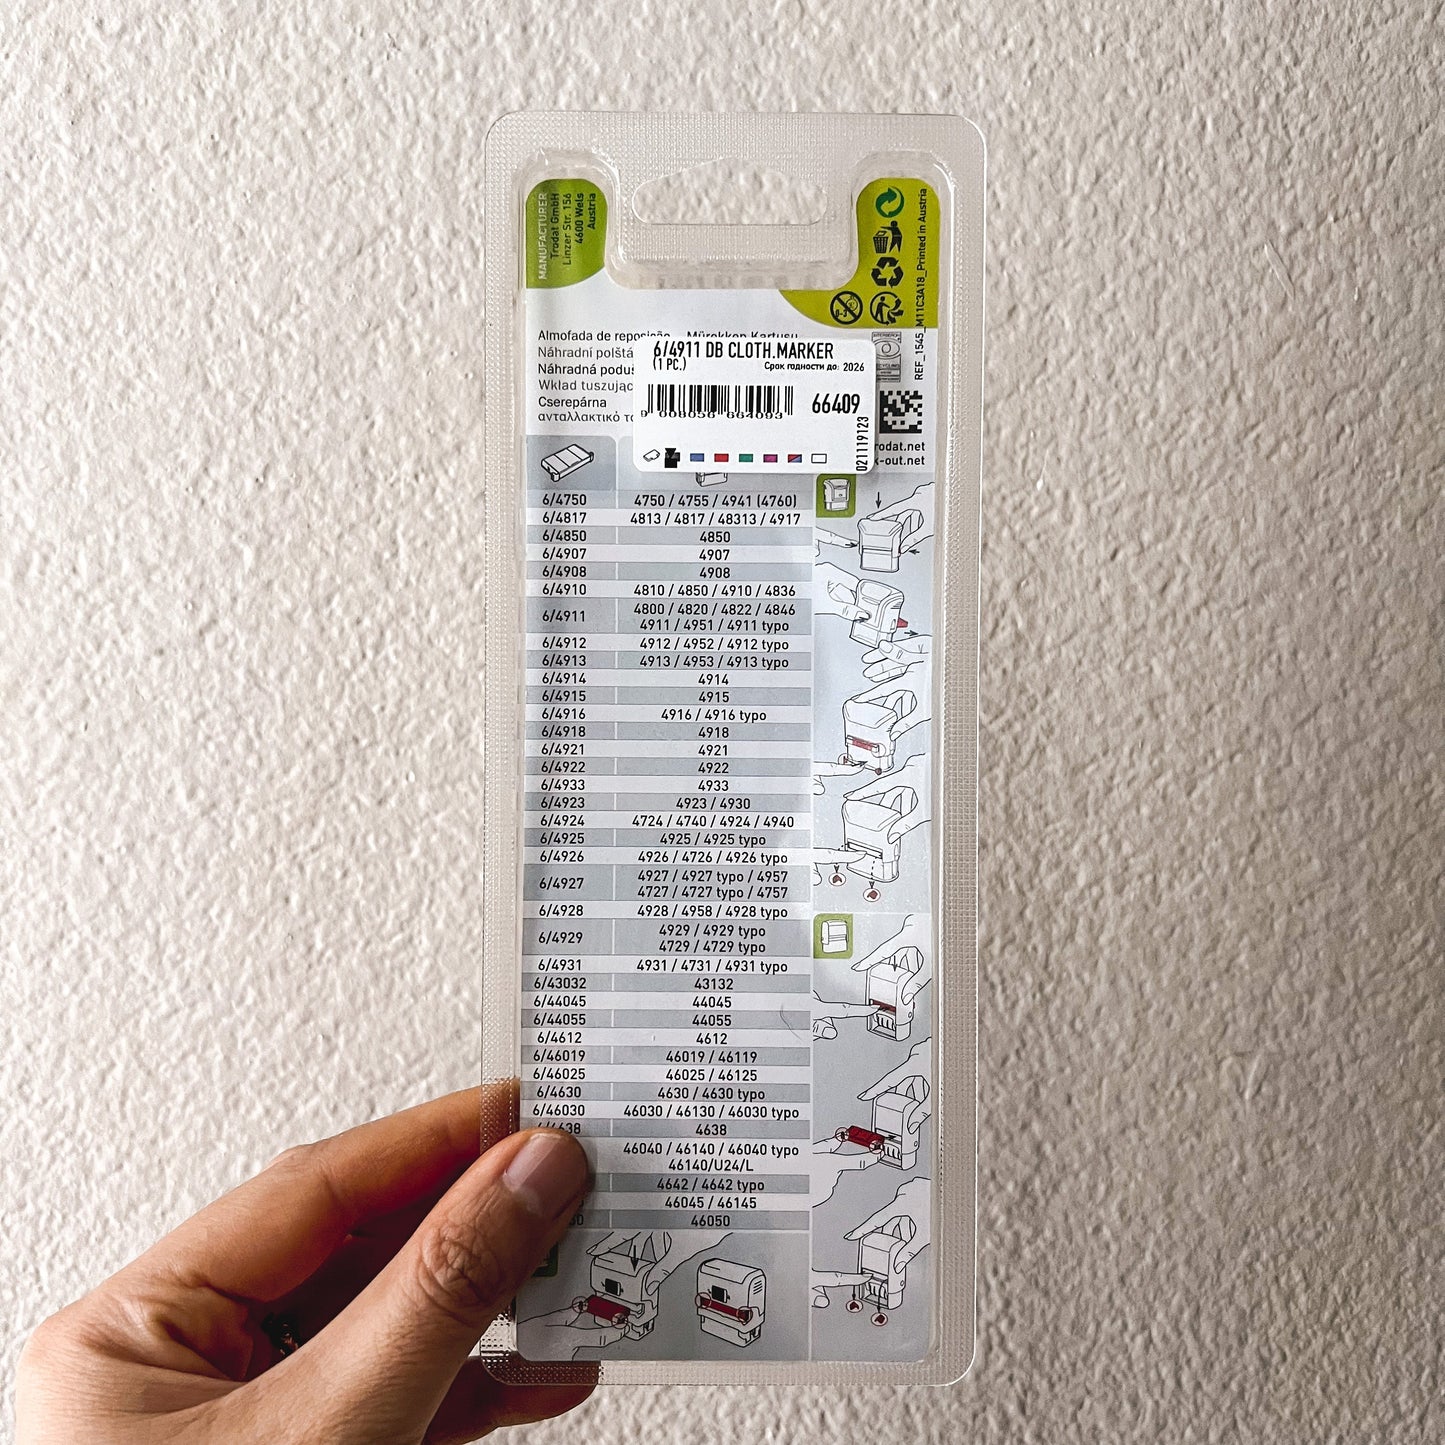 MANUFACTURER
Trodat GmbH
Linzer Str. 156
4600 Wels
Austria
0-3
REF_1545_M11C3A18_Printed in Austria
Almofada de reposição Mürekkep Kartuşu
Náhradní polštá
Náhradná poduš
Wkład tuszując
Cserepárna
ανταλλακτικό τα
6/4911 DB CLOTH.MARKER
(1 PC.) Срок годности до: 2026
9 008056 664093
66409
021119123
rodat.net
k-out.net
6/4750 4750 / 4755 / 4941 (4760)
6/4817 4813 / 4817 / 48313 / 4917
6/4850 4850
6/4907 4907
6/4908 4908
6/4910 4810 / 4850 / 4910 / 4836
6/4911 4800 / 4820 / 4822 / 4846
4911 / 4951 / 4911 typo
6/4912 4912 / 4952 / 4912 typo
6/4913 4913 / 4953 / 4913 typo
6/4914 4914
6/4915 4915
6/4916 4916 / 4916 typo
6/4918 4918
6/4921 4921
6/4922 4922
6/4933 4933
6/4923 4923 / 4930
6/4924 4724 / 4740 / 4924 / 4940
6/4925 4925 / 4925 typo
6/4926 4926 / 4726 / 4926 typo
6/4927 4927 / 4927 typo / 4957
4727 / 4727 typo / 4757
6/4928 4928 / 4958 / 4928 typo
6/4929 4929 / 4929 typo
4729 / 4729 typo
6/4931 4931 / 4731 / 4931 typo
6/43032 43132
6/44045 44045
6/44055 44055
6/4612 4612
6/46019 46019 / 46119
6/46025 46025 / 46125
6/4630 4630 / 4630 typo
6/46030 46030 / 46130 / 46030 typo
6/4638 4638
46040 / 46140 / 46040 typo
46140/U24/L
4642 / 4642 typo
46045 / 46145
46050